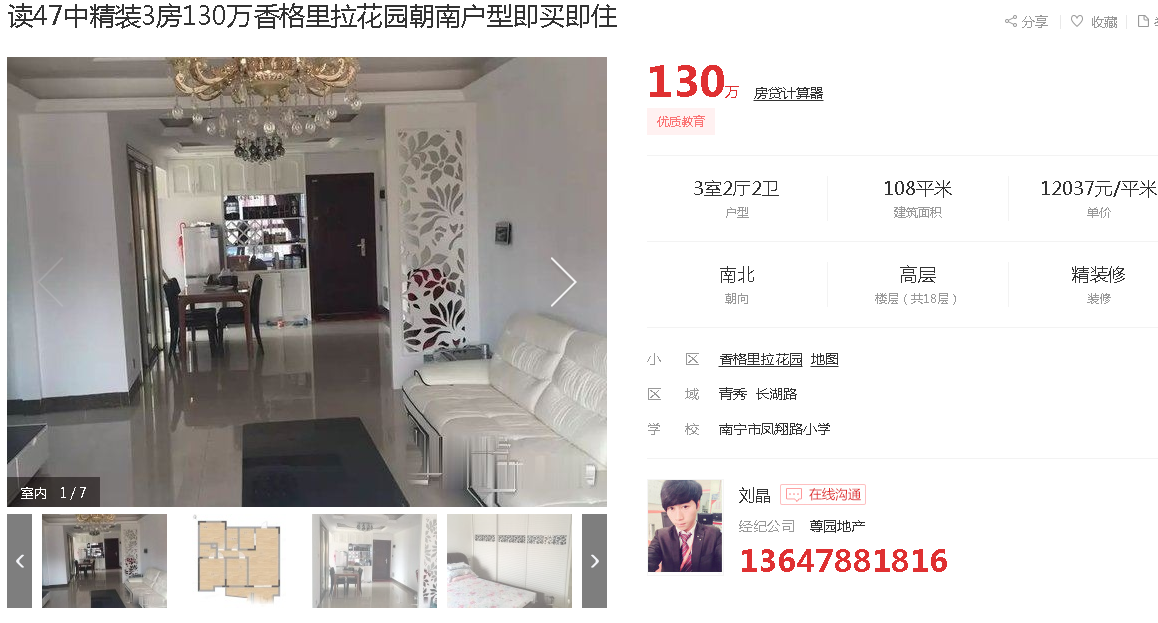 读47中精装3房130万香格里拉花园朝南户型即买即住
分享 收藏
130万 房贷计算器
优质教育
3室2厅2卫 108平米 12037元/平米
户型 建筑面积 单价
南北 高层 精装修
朝向 楼层(共18层) 装修
小区 香格里拉花园 地图
区域 青秀 长湖路
学校 南宁市凤翔路小学
室内 1/7
刘晶 在线沟通
经纪公司 尊园地产
13647881816